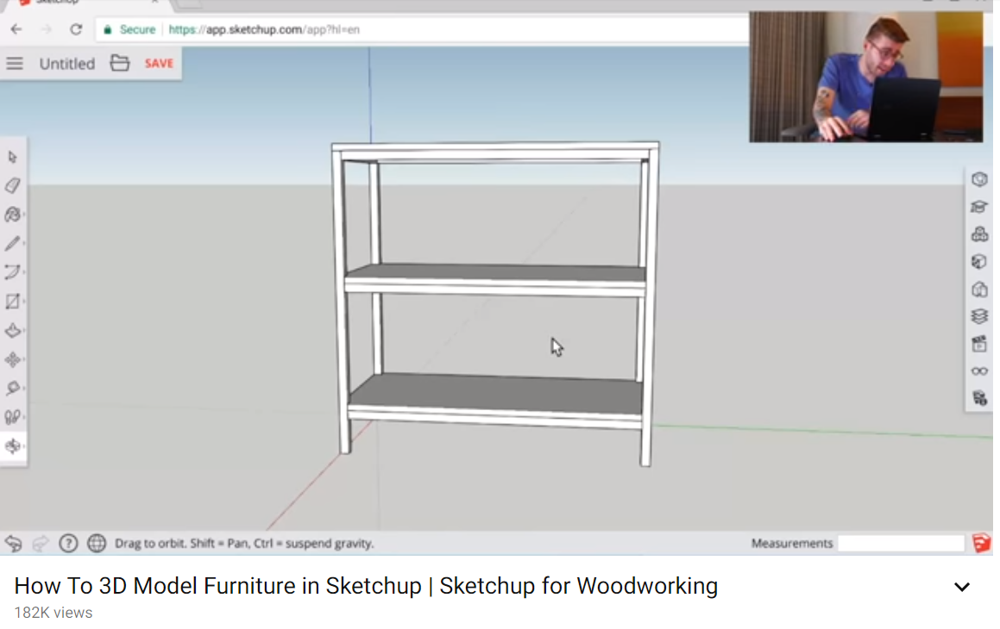 Sketchup
Secure https://app.sketchup.com/app?hl=en
Untitled SAVE
Drag to orbit. Shift = Pan, Ctrl = suspend gravity.
Measurements
How To 3D Model Furniture in Sketchup | Sketchup for Woodworking
182K views